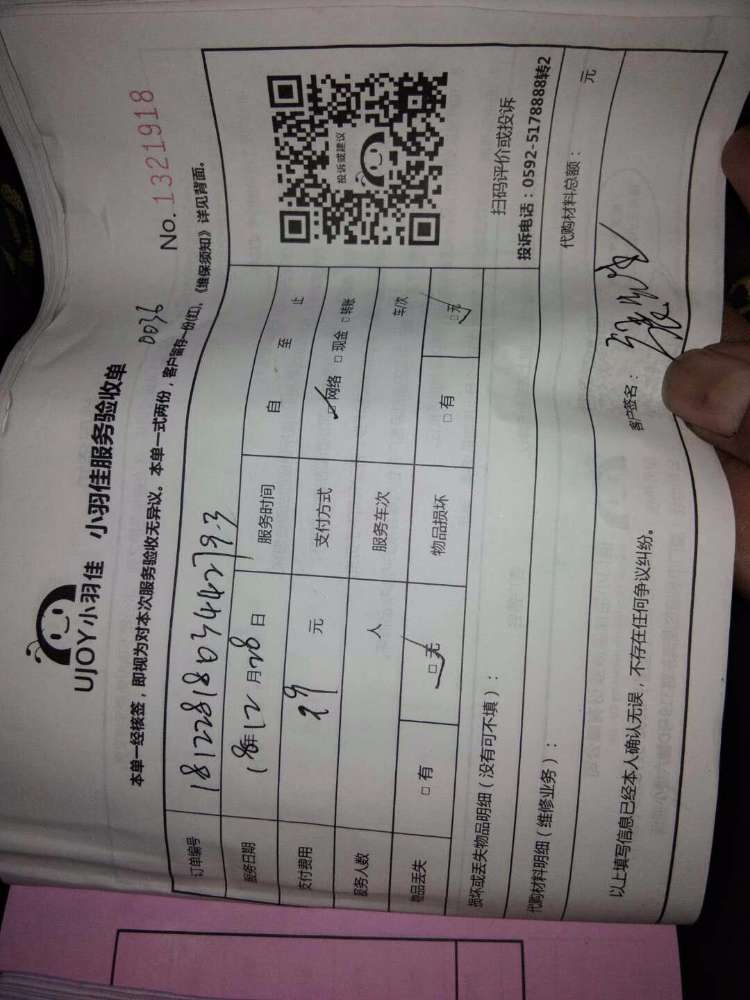 UJOY小羽佳 小羽佳服务验收单
0036
No. 1321918
本单一经核签，即视为对本次服务验收无异议。本单一式两份，客户留存一份(红)，《维保须知》详见背面。
订单编号 181228180344279-3
服务日期 18年12月28日 服务时间 自 至 止
支付费用 29 元 支付方式 ☑网络 □现金 □转账
服务人数 人 服务车次 车/次
物品丢失 □有 ☑无 物品损坏 □有 ☑无
投诉或建议
扫码评价或投诉
投诉电话：0592-5178888转2
损坏或丢失物品明细（没有可不填）：
代购材料明细（维修业务）： 代购材料总额： 元
以上填写信息已经本人确认无误，不存在任何争议纠纷。 客户签名：